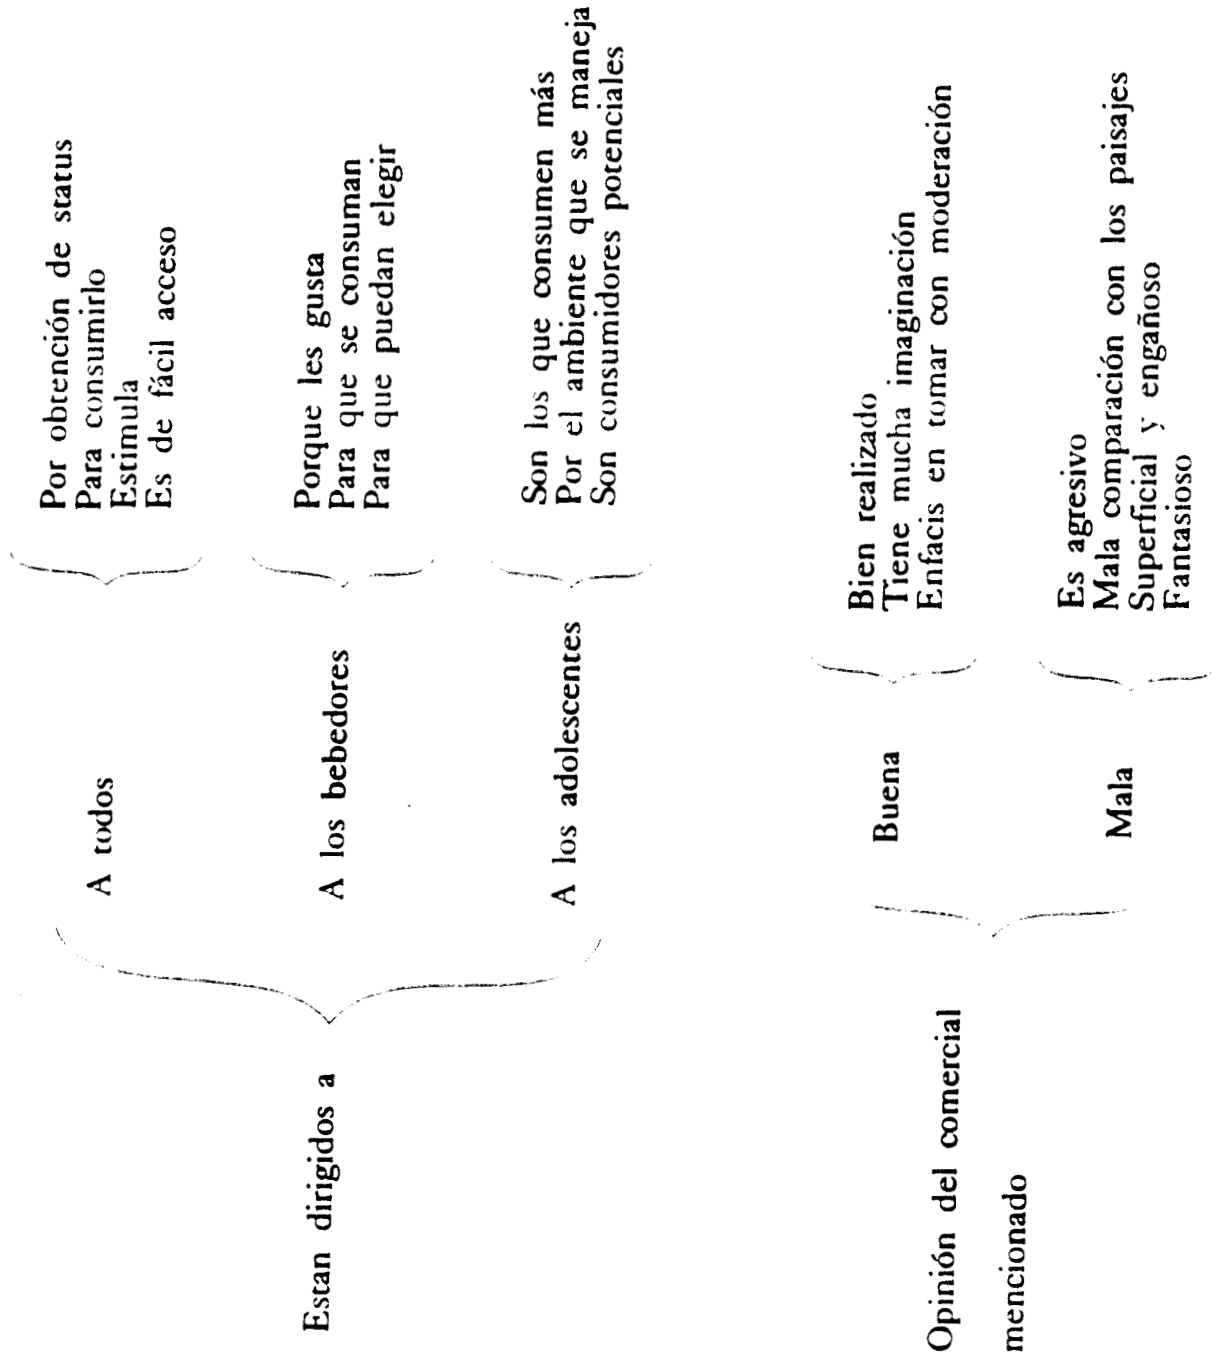 Estan dirigidos a
A todos
Por obtención de status
Para consumirlo
Estimula
Es de fácil acceso
A los bebedores
Porque les gusta
Para que se consuman
Para que puedan elegir
A los adolescentes
Son los que consumen más
Por el ambiente que se maneja
Son consumidores potenciales
Opinión del comercial
mencionado
Buena
Bien realizado
Tiene mucha imaginación
Enfacis en tomar con moderación
Mala
Es agresivo
Mala comparación con los paisajes
Superficial y engañoso
Fantasioso